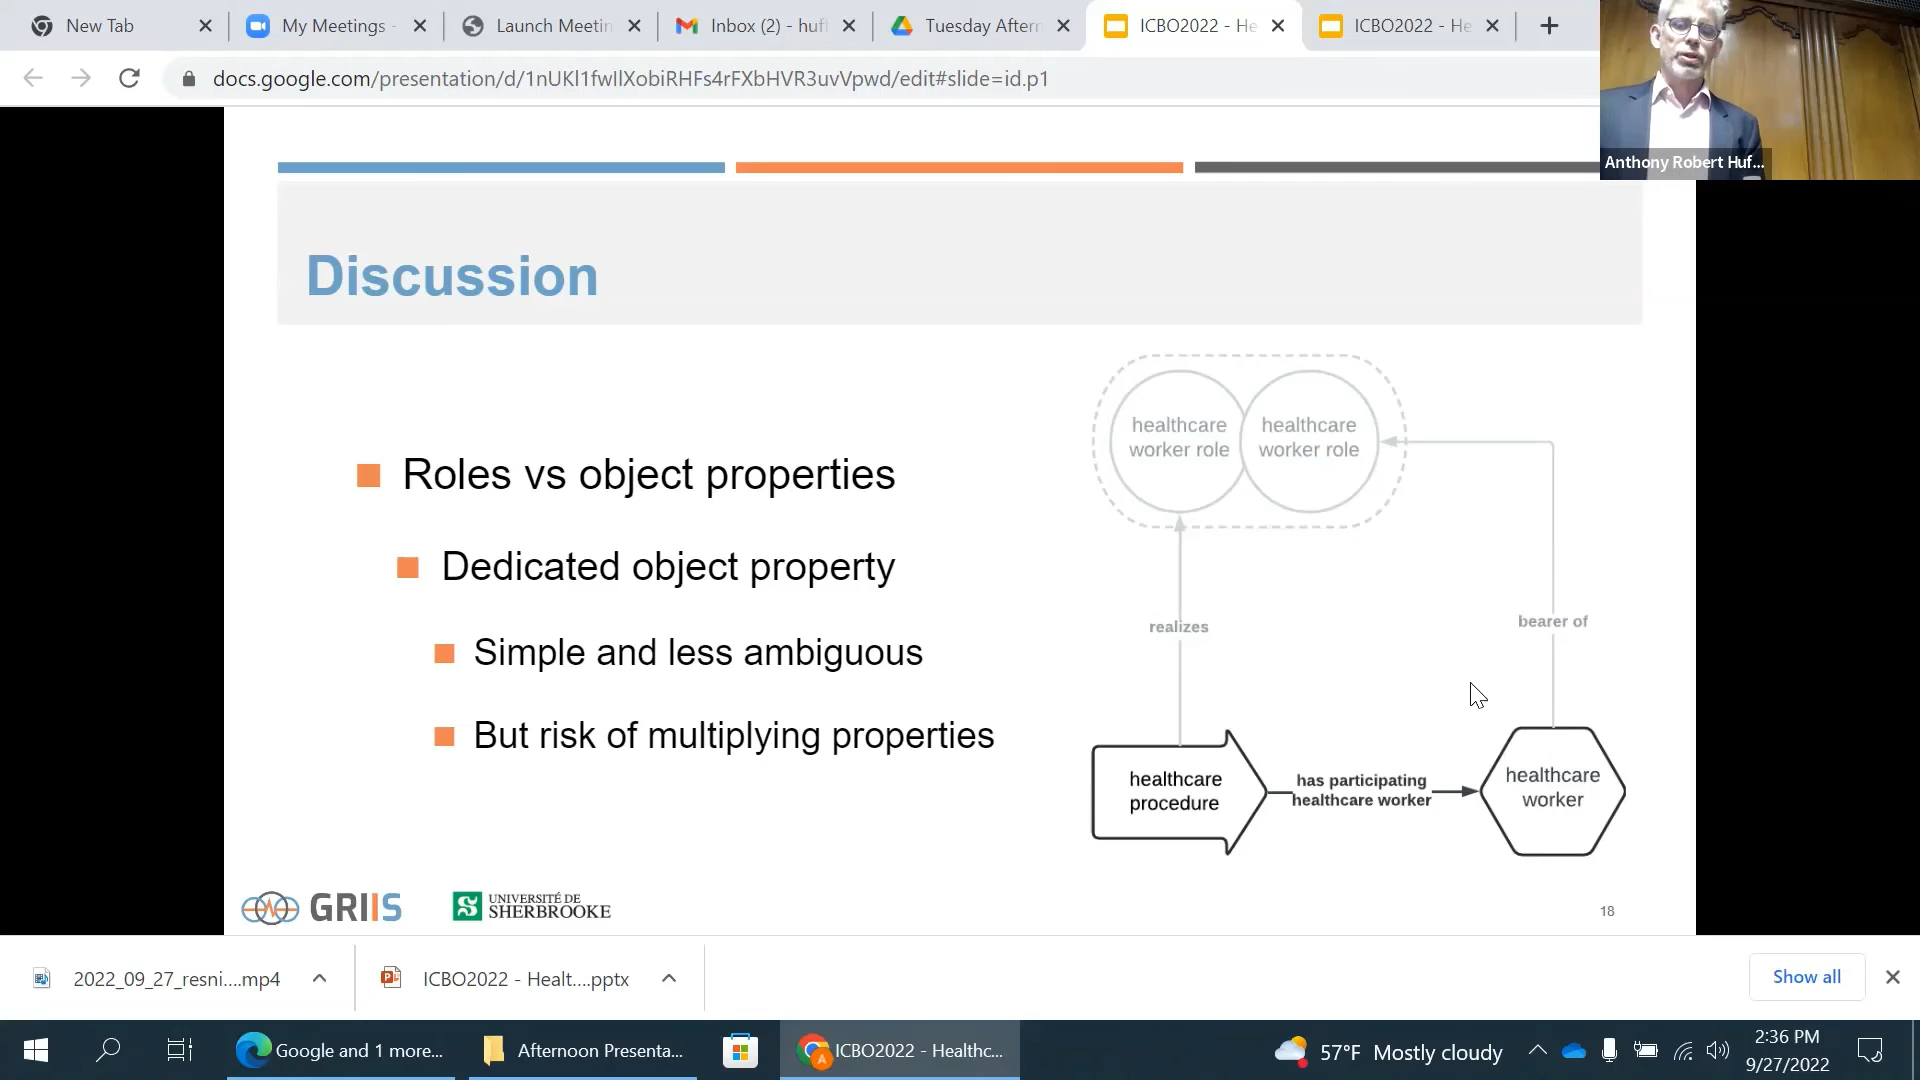 New Tab
My Meetings -
Launch Meetin
Inbox (2) - huf
Tuesday Aftern
ICBO2022 - He
ICBO2022 - He
docs.google.com/presentation/d/1nUKl1fwIlXobiRHFs4rFXbHVR3uvVpwd/edit#slide=id.p1
Anthony Robert Huf...
Discussion
Roles vs object properties
Dedicated object property
Simple and less ambiguous
But risk of multiplying properties
healthcare
worker role
healthcare
worker role
realizes
bearer of
healthcare
procedure
has participating
healthcare worker
healthcare
worker
GRIIS
UNIVERSITÉ DE
SHERBROOKE
18
2022_09_27_resni....mp4
ICBO2022 - Healt....pptx
Show all
Google and 1 more...
Afternoon Presenta...
ICBO2022 - Healthc...
57°F Mostly cloudy
2:36 PM
9/27/2022